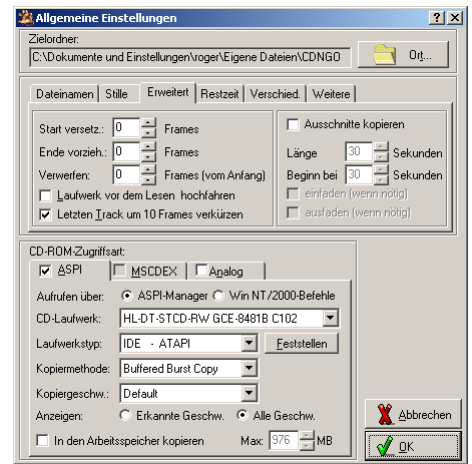 Allgemeine Einstellungen
Zielordner:
C:\Dokumente und Einstellungen\roger\Eigene Dateien\CDNGO
Ort...
Dateinamen Stille Erweitert Restzeit Verschied. Weitere
Start versetz.: 0 Frames
Ende vorzieh.: 0 Frames
Verwerfen: 0 Frames (vom Anfang)
Laufwerk vor dem Lesen hochfahren
Letzten Track um 10 Frames verkürzen
Ausschnitte kopieren
Länge 30 Sekunden
Beginn bei 30 Sekunden
einfaden (wenn nötig)
ausfaden (wenn nötig)
CD-ROM-Zugriffsart:
ASPI MSCDEX Analog
Aufrufen über: ASPI-Manager Win NT/2000-Befehle
CD-Laufwerk: HL-DT-STCD-RW GCE-8481B C102
Laufwerkstyp: IDE - ATAPI Feststellen
Kopiermethode: Buffered Burst Copy
Kopiergeschw.: Default
Anzeigen: Erkannte Geschw. Alle Geschw.
In den Arbeitsspeicher kopieren Max: 976 MB
Abbrechen
OK